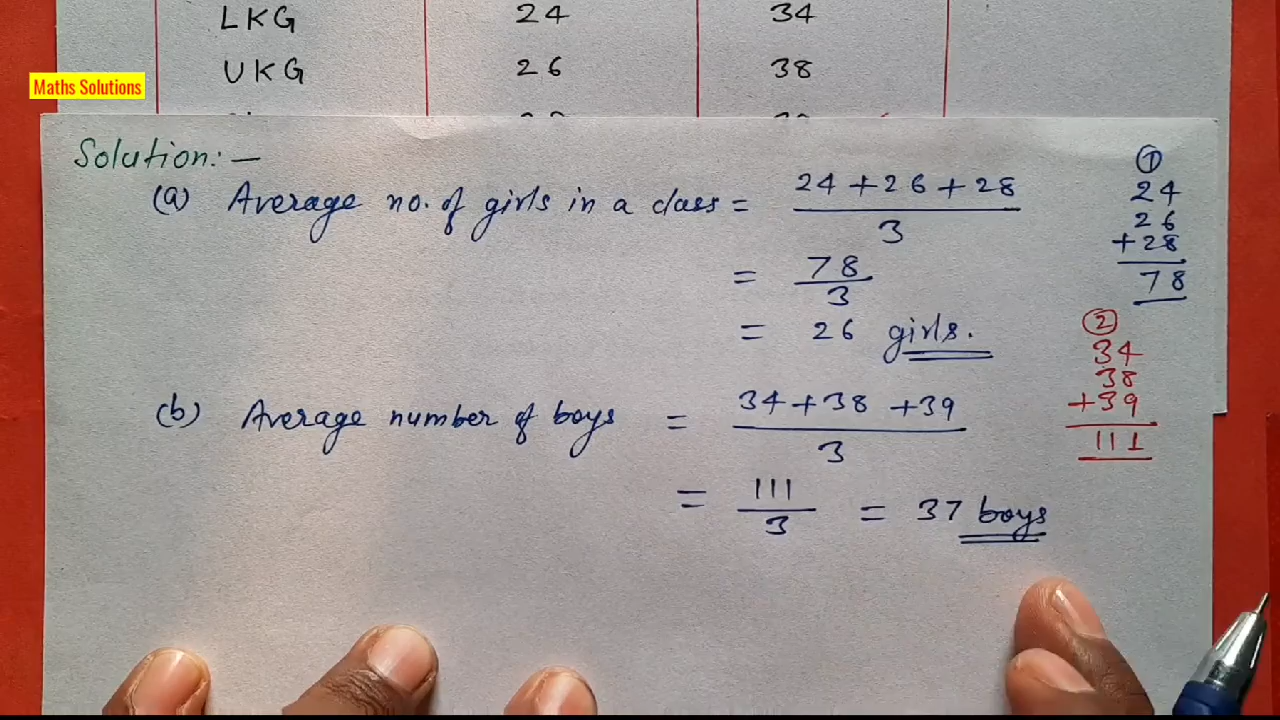 LKG 24 34
UKG 26 38
Maths Solutions
Solution:-
(a) Average no. of girls in a class = 24 + 26 + 28 / 3
= 78 / 3
= 26 girls.
(b) Average number of boys = 34 + 38 + 39 / 3
= 111 / 3 = 37 boys
1
24
26
+28
78
2
34
38
+39
111